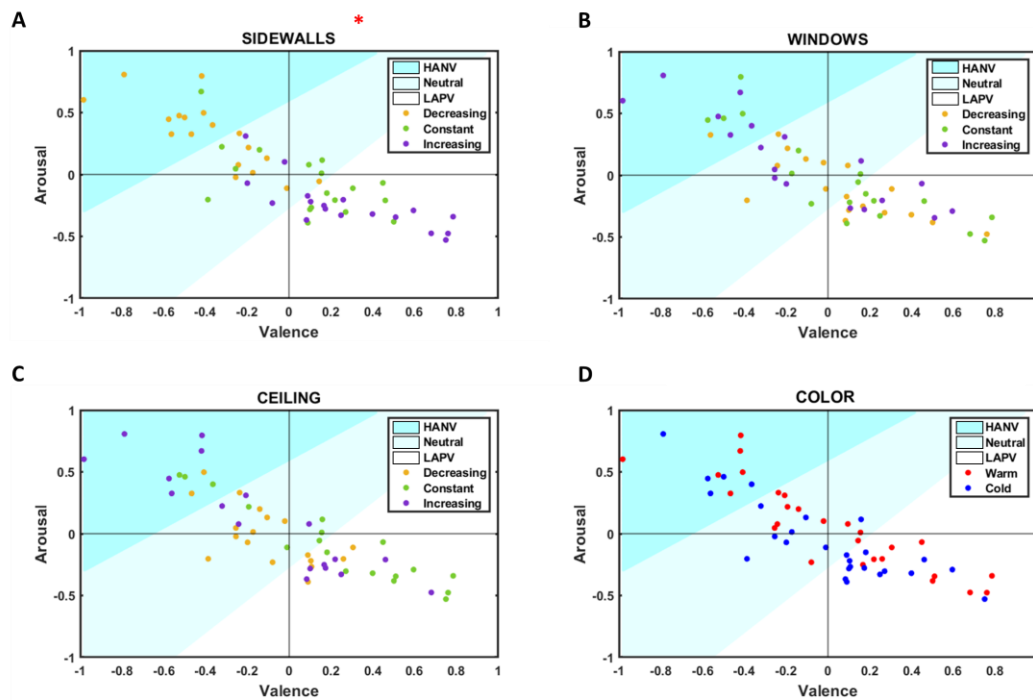 A
*
SIDEWALLS
HANV
Neutral
LAPV
Decreasing
Constant
Increasing
1
0.5
0
-0.5
-1
Arousal
-1
-0.8
-0.6
-0.4
-0.2
0
0.2
0.4
0.6
0.8
1
Valence
B
WINDOWS
HANV
Neutral
LAPV
Decreasing
Constant
Increasing
1
0.5
0
-0.5
-1
Arousal
-1
-0.8
-0.6
-0.4
-0.2
0
0.2
0.4
0.6
0.8
Valence
C
CEILING
HANV
Neutral
LAPV
Decreasing
Constant
Increasing
1
0.5
0
-0.5
-1
Arousal
-1
-0.8
-0.6
-0.4
-0.2
0
0.2
0.4
0.6
0.8
1
Valence
D
COLOR
HANV
Neutral
LAPV
Warm
Cold
1
0.5
0
-0.5
-1
Arousal
-1
-0.8
-0.6
-0.4
-0.2
0
0.2
0.4
0.6
0.8
Valence